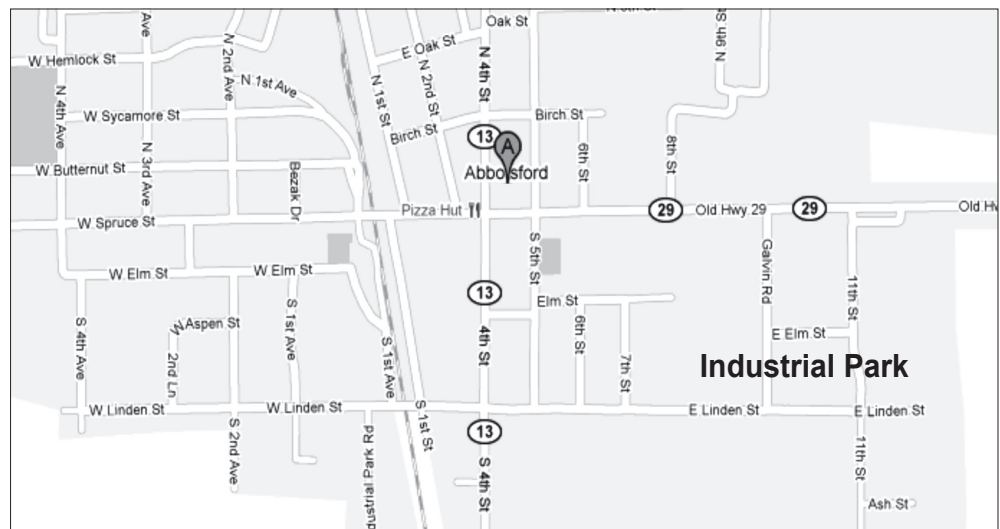 Oak St
N 9th St
Ave
E Oak St
N 4th St
W Hemlock St
N 2nd Ave
N 1st Ave
N 1st St
N 2nd St
N 4th Ave
W Sycamore St
Birch St
Birch St
13
A
Abbotsford
N 3rd Ave
6th St
8th St
W Butternut St
Bezak Dr
Pizza Hut
29
Old Hwy 29
29
W Spruce St
S 5th St
Galvin Rd
W Elm St
W Elm St
11th St
13
Elm St
S 4th Ave
Aspen St
S 1st Ave
4th St
6th St
E Elm St
2nd Ln
S 1st Ave
7th St
Industrial Park
W Linden St
W Linden St
S 1st St
E Linden St
E Linden St
S 2nd Ave
13
dustrial Park Rd
S 4th St
11th St
Ash St